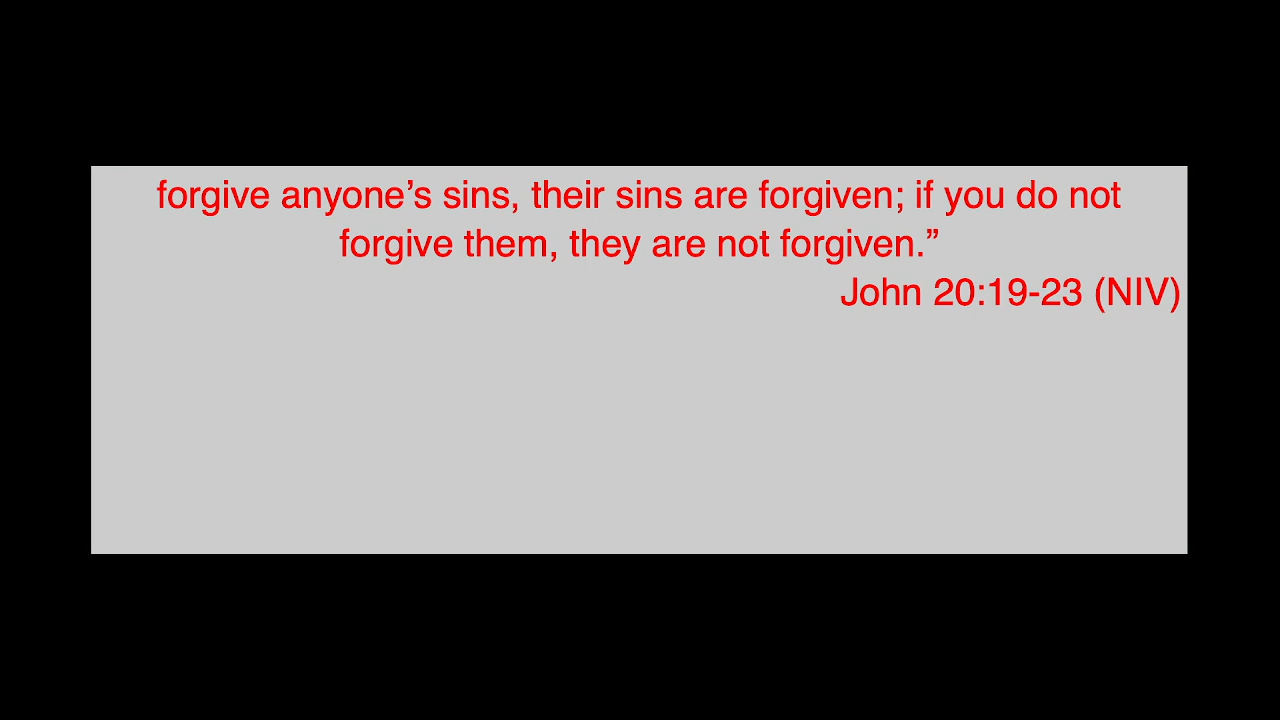 forgive anyone’s sins, their sins are forgiven; if you do not
forgive them, they are not forgiven.”
John 20:19-23 (NIV)